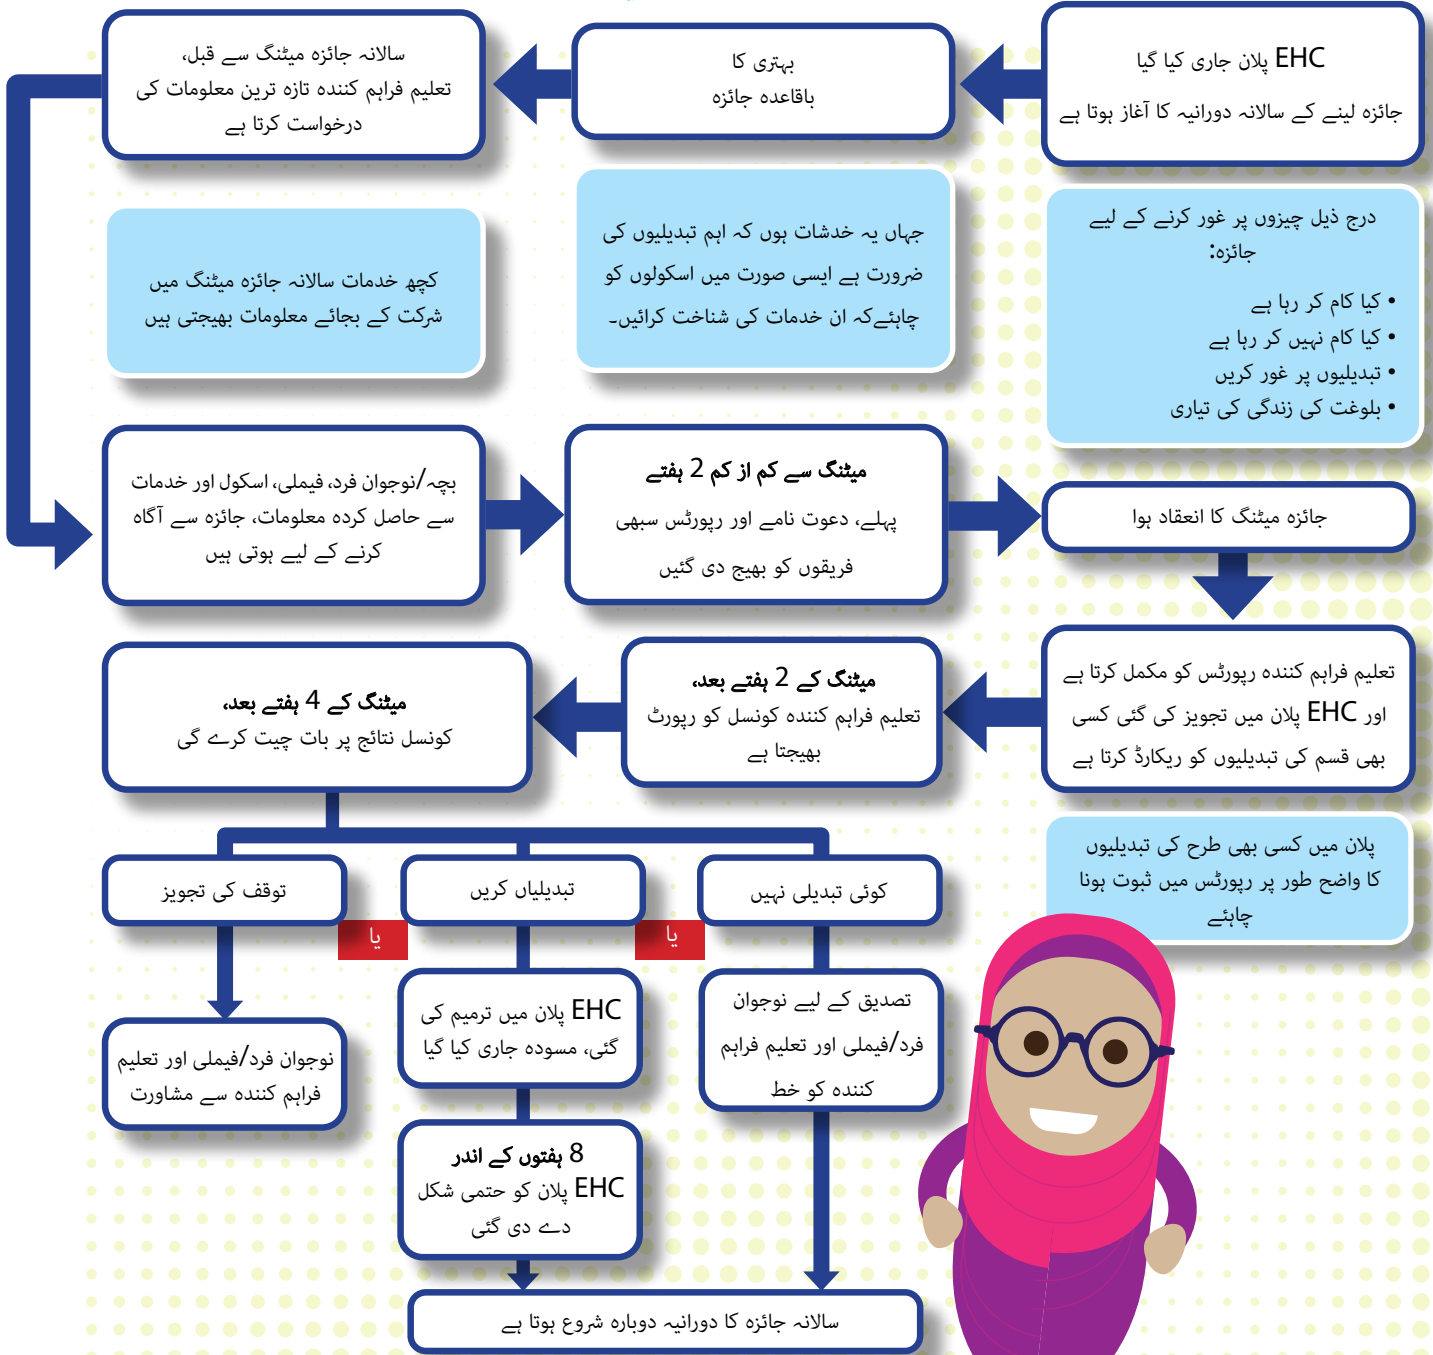 EHC پلان جاری کیا گیا
جائزہ لینے کے سالانہ دورانیہ کا آغاز ہوتا ہے
بہتری کا
باقاعدہ جائزہ
سالانہ جائزہ میٹنگ سے قبل،
تعلیم فراہم کنندہ تازہ ترین معلومات کی
درخواست کرتا ہے
درج ذیل چیزوں پر غور کرنے کے لیے
جائزہ:
• کیا کام کر رہا ہے
• کیا کام نہیں کر رہا ہے
• تبدیلیوں پر غور کریں
• بلوغت کی زندگی کی تیاری
جہاں یہ خدشات ہوں کہ اہم تبدیلیوں کی
ضرورت ہے ایسی صورت میں اسکولوں کو
چاہئےکہ ان خدمات کی شناخت کرائیں۔
کچھ خدمات سالانہ جائزہ میٹنگ میں
شرکت کے بجائے معلومات بھیجتی ہیں
بچہ/نوجوان فرد، فیملی، اسکول اور خدمات
سے حاصل کردہ معلومات، جائزہ سے آگاہ
کرنے کے لیے ہوتی ہیں
میٹنگ سے کم از کم 2 ہفتے
پہلے، دعوت نامے اور رپورٹس سبھی
فریقوں کو بھیج دی گئیں
جائزہ میٹنگ کا انعقاد ہوا
تعلیم فراہم کنندہ رپورٹس کو مکمل کرتا ہے
اور EHC پلان میں تجویز کی گئی کسی
بھی قسم کی تبدیلیوں کو ریکارڈ کرتا ہے
پلان میں کسی بھی طرح کی تبدیلیوں
کا واضح طور پر رپورٹس میں ثبوت ہونا
چاہئے
میٹنگ کے 2 ہفتے بعد،
تعلیم فراہم کنندہ کونسل کو رپورٹ
بھیجتا ہے
میٹنگ کے 4 ہفتے بعد،
کونسل نتائج پر بات چیت کرے گی
کوئی تبدیلی نہیں
یا
تبدیلیاں کریں
یا
توقف کی تجویز
تصدیق کے لیے نوجوان
فرد/فیملی اور تعلیم فراہم
کنندہ کو خط
EHC پلان میں ترمیم کی
گئی، مسودہ جاری کیا گیا
8 ہفتوں کے اندر
EHC پلان کو حتمی شکل
دے دی گئی
نوجوان فرد/فیملی اور تعلیم
فراہم کنندہ سے مشاورت
سالانہ جائزہ کا دورانیہ دوبارہ شروع ہوتا ہے